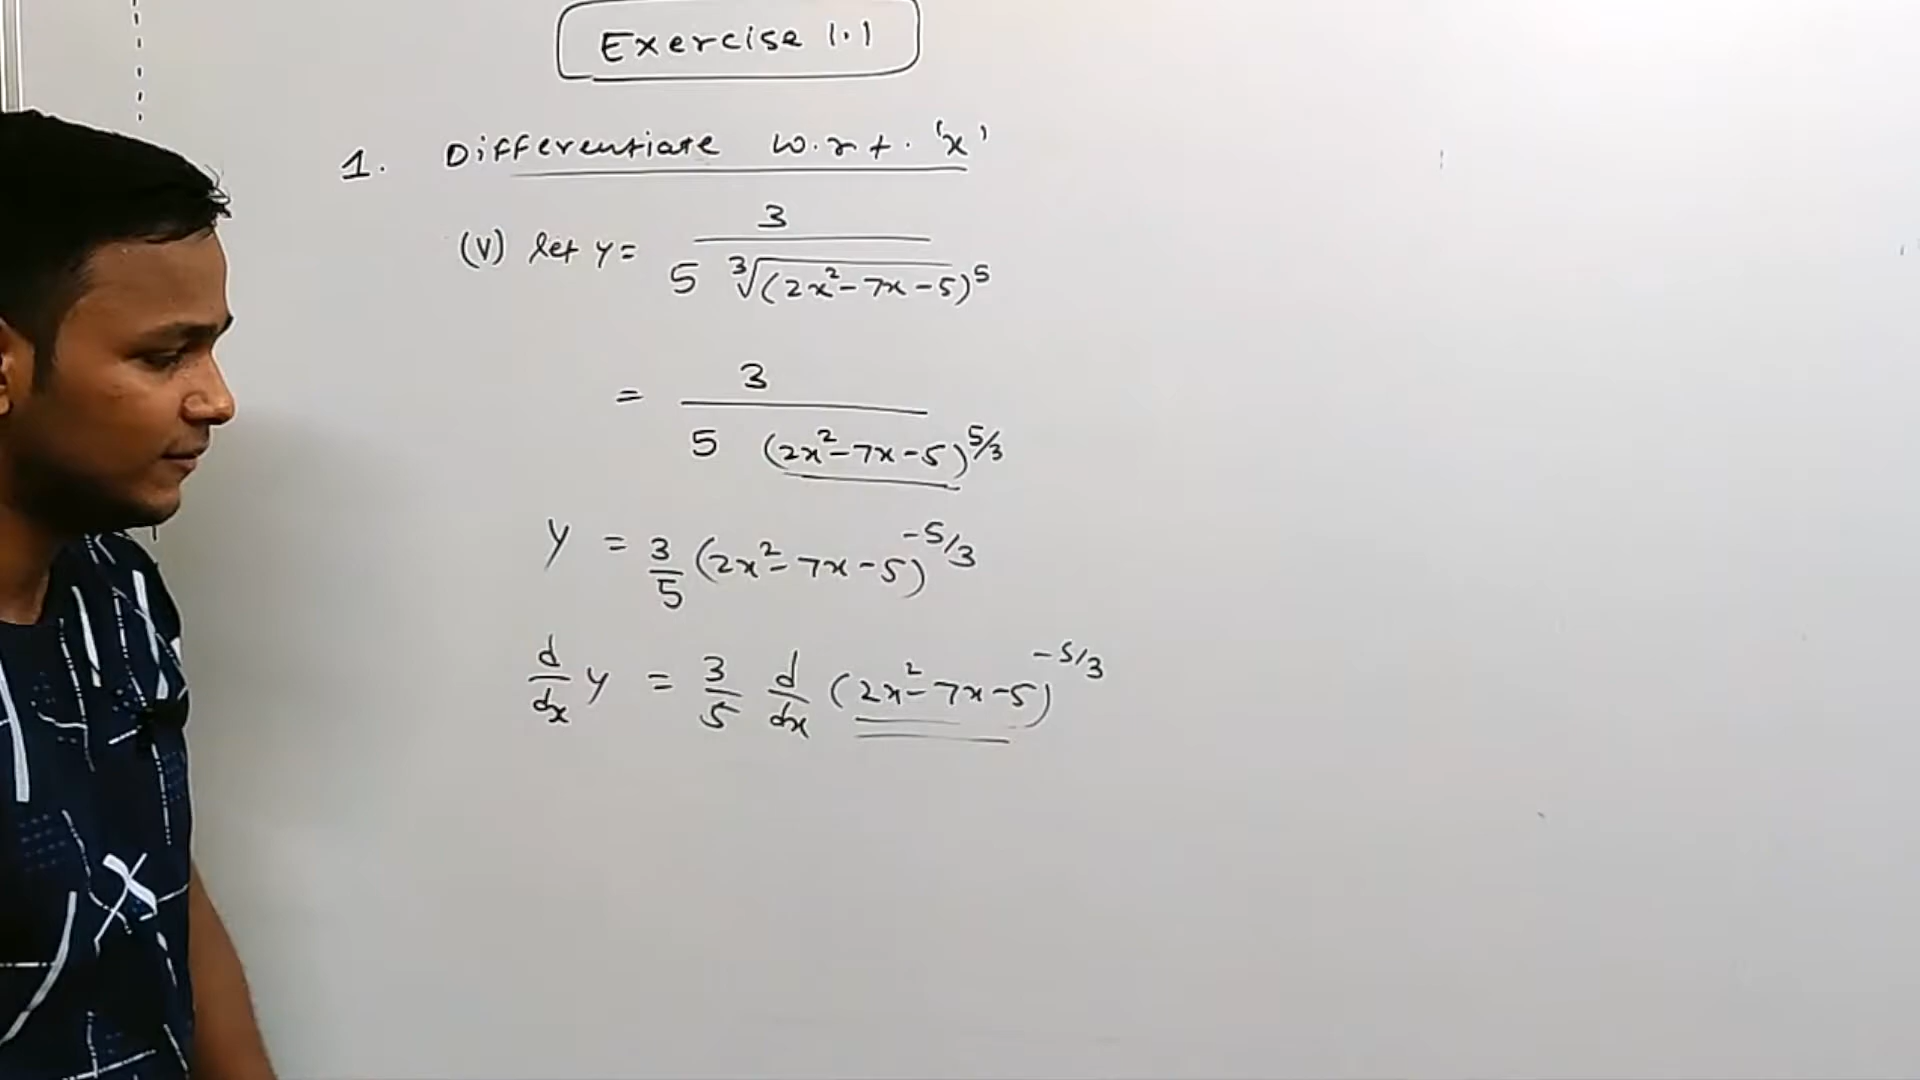 Exercise 1.1
1. Differentiate w.r.t. 'x'
(V) let y = 3 / 5 ∛(2x²-7x-5)⁵
= 3 / 5 (2x²-7x-5)^5/3
y = 3/5 (2x²-7x-5)^-5/3
d/dx y = 3/5 d/dx (2x²-7x-5)^-5/3